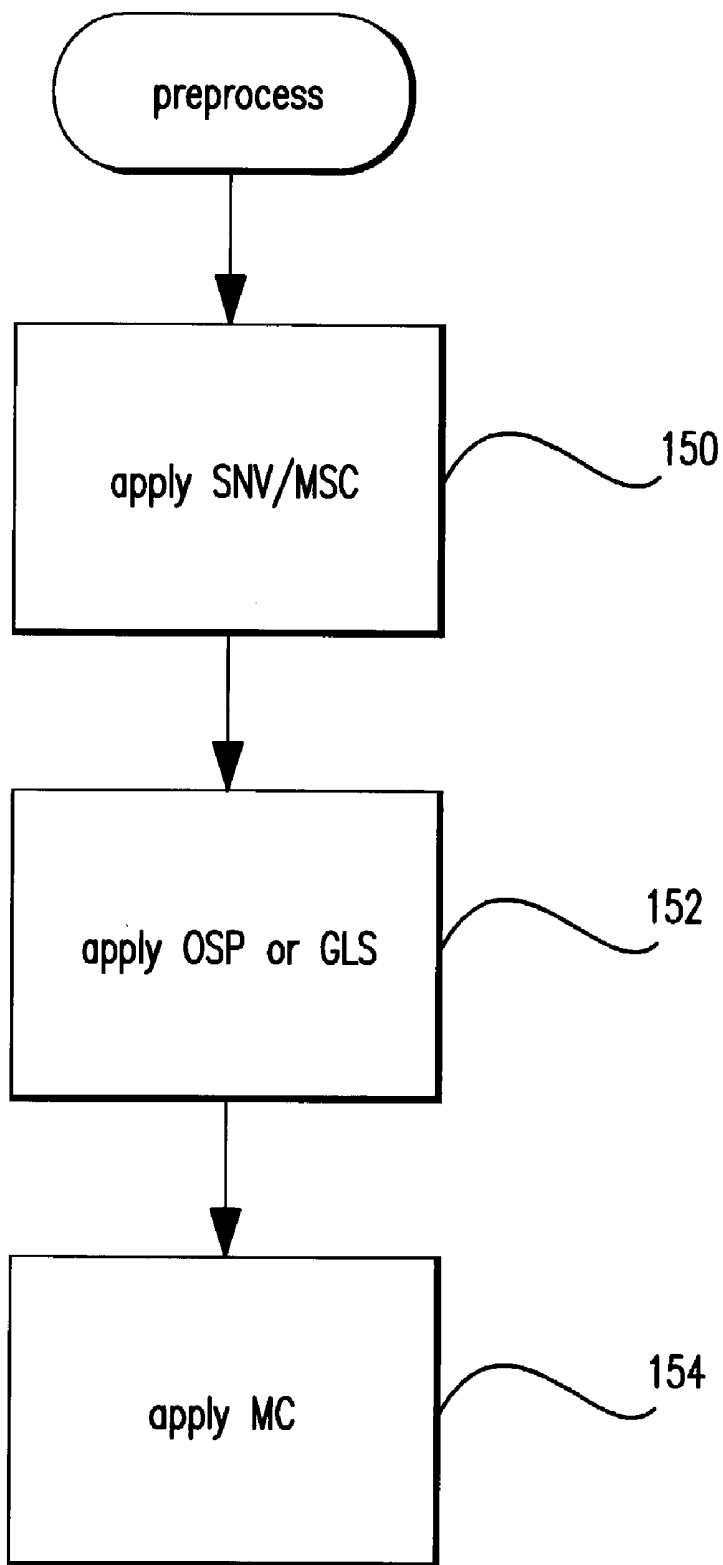 preprocess
apply SNV/MSC
150
apply OSP or GLS
152
apply MC
154